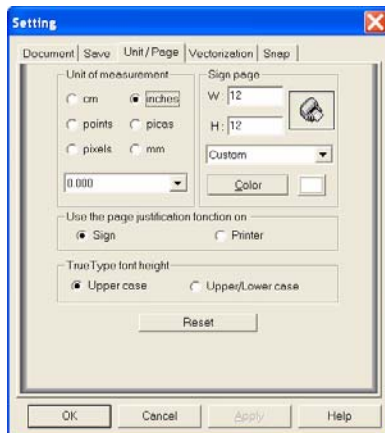 Setting
Document Save Unit/Page Vectorization Snap
Unit of measurement Sign page
cm inches W: 12
points picas H: 12
pixels mm Custom
0.000 Color
Use the page justification fonction on
Sign Printer
TrueType font height
Upper case Upper/Lower case
Reset
OK Cancel Apply Help